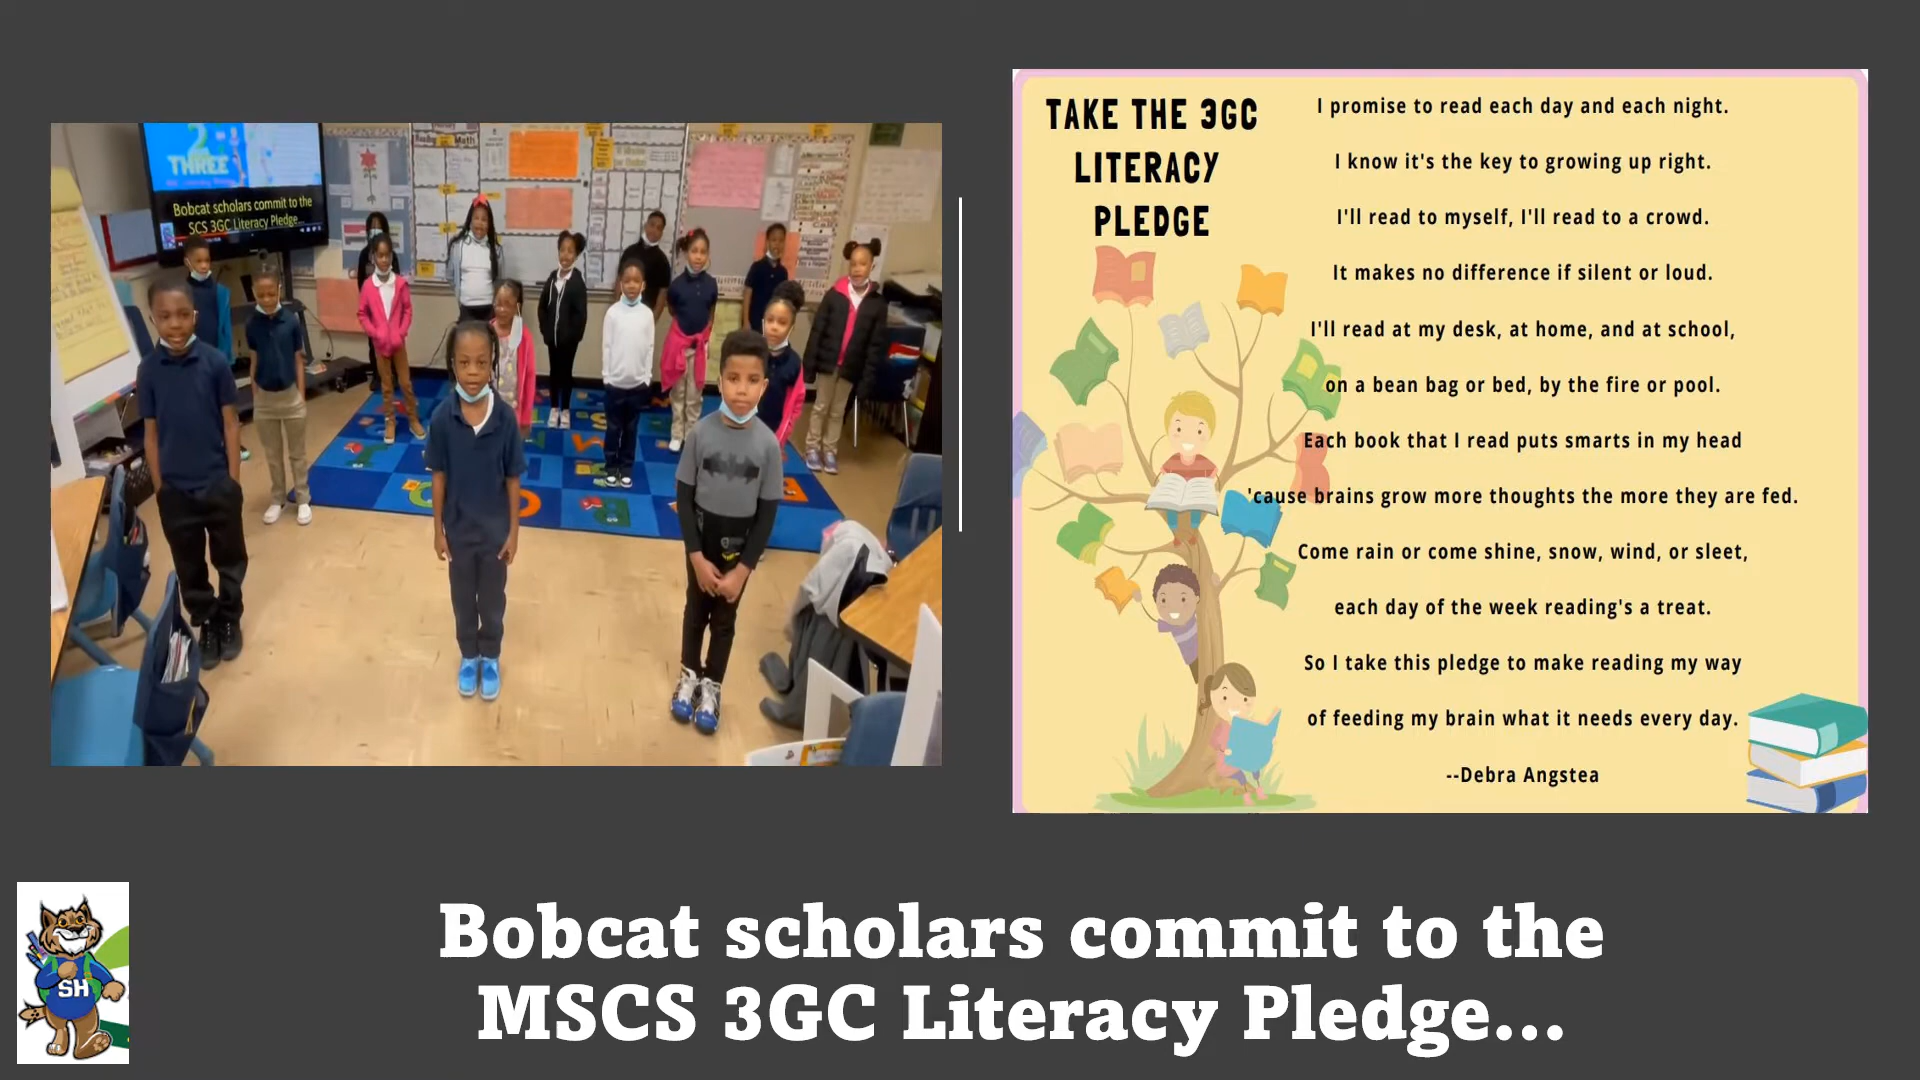 2
THREE
Bobcat scholars commit to the
SCS 3GC Literacy Pledge...
Math
TAKE THE 3GC
LITERACY
PLEDGE
I promise to read each day and each night.
I know it's the key to growing up right.
I'll read to myself, I'll read to a crowd.
It makes no difference if silent or loud.
I'll read at my desk, at home, and at school,
on a bean bag or bed, by the fire or pool.
Each book that I read puts smarts in my head
'cause brains grow more thoughts the more they are fed.
Come rain or come shine, snow, wind, or sleet,
each day of the week reading's a treat.
So I take this pledge to make reading my way
of feeding my brain what it needs every day.
--Debra Angstea
SH
Bobcat scholars commit to the
MSCS 3GC Literacy Pledge...